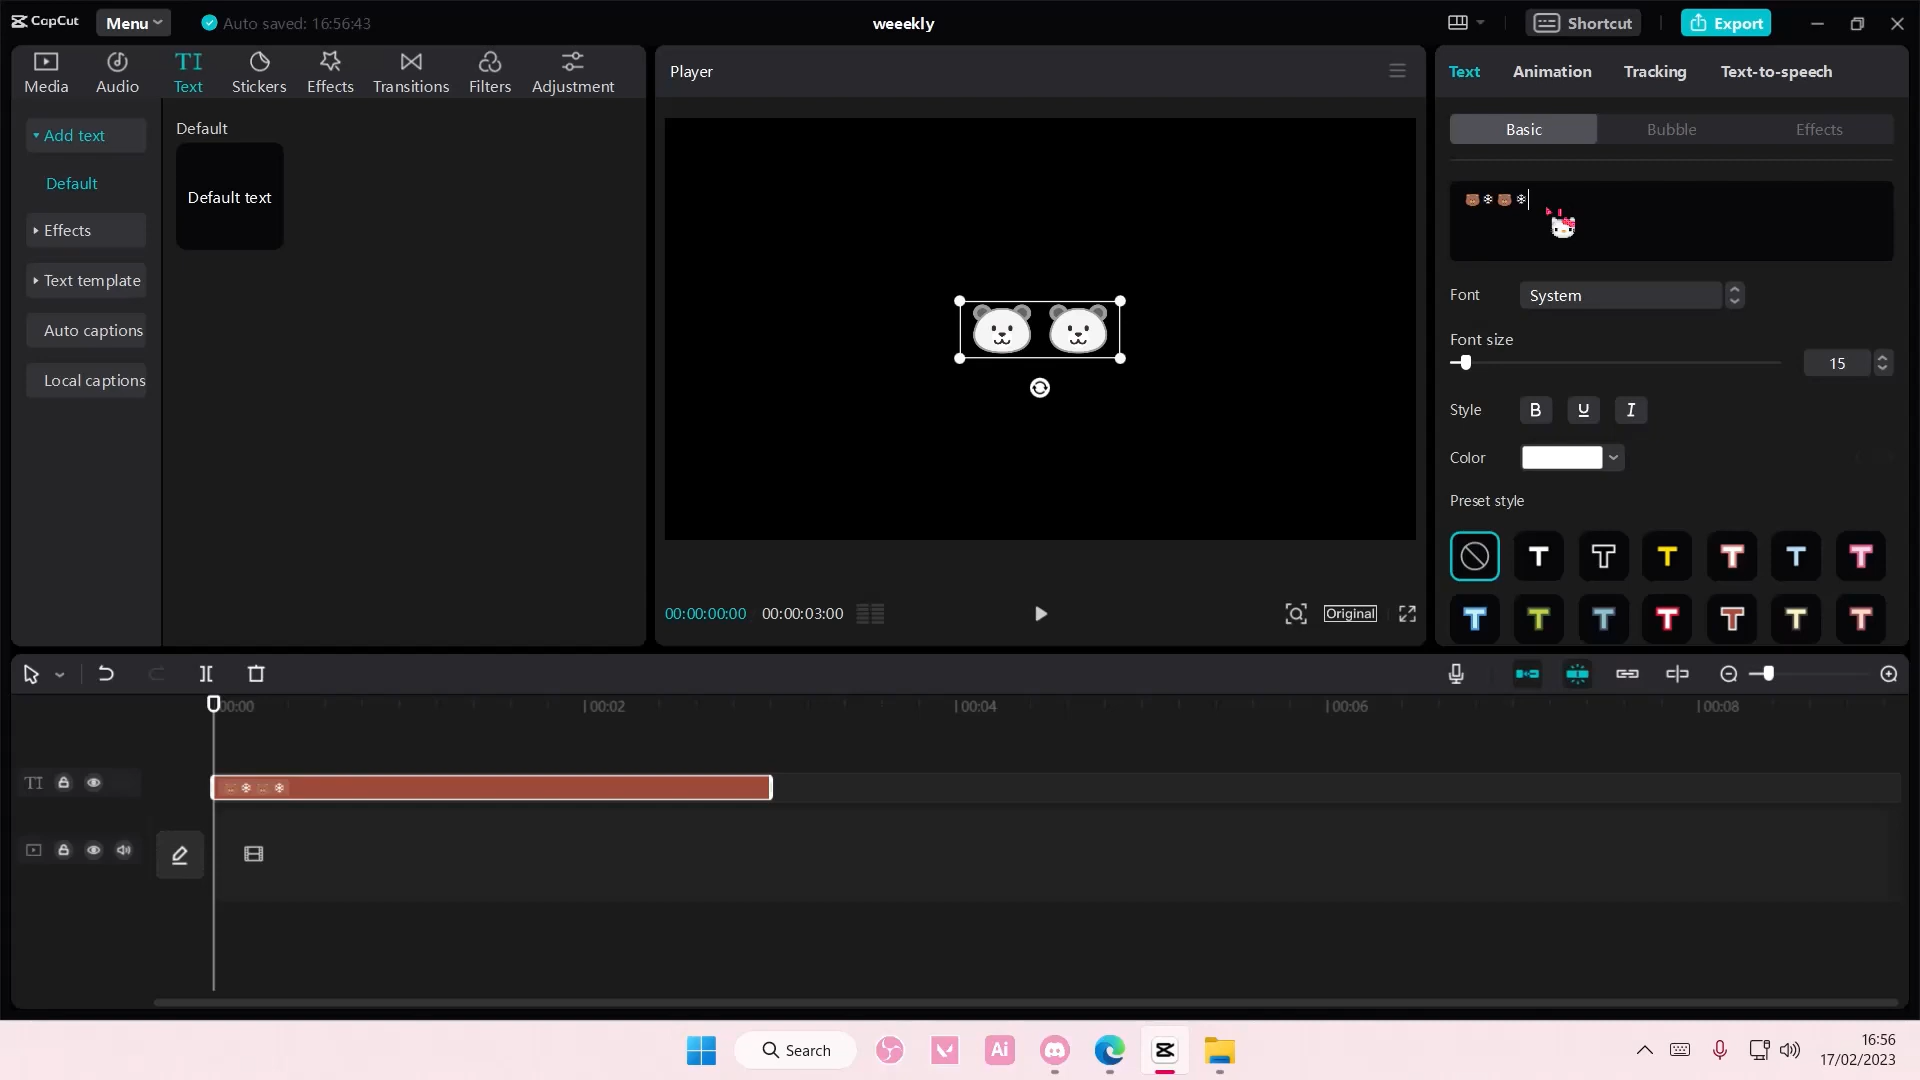 CapCut
Menu
Auto saved: 16:56:43
weeekly
Shortcut
Export
Media
Audio
TI
Text
Stickers
Effects
Transitions
Filters
Adjustment
Player
Text
Animation
Tracking
Text-to-speech
Add text
Default
Effects
Text template
Auto captions
Local captions
Default
Default text
Basic
Bubble
Effects
🐻❄🐻❄
Font
System
Font size
15
Style
B
U
I
Color
Preset style
T T T T T T
T T T T T T T
00:00:00:00
00:00:03:00
Original
00:00
00:02
00:04
00:06
00:08
TI
Search
Ai
16:56
17/02/2023